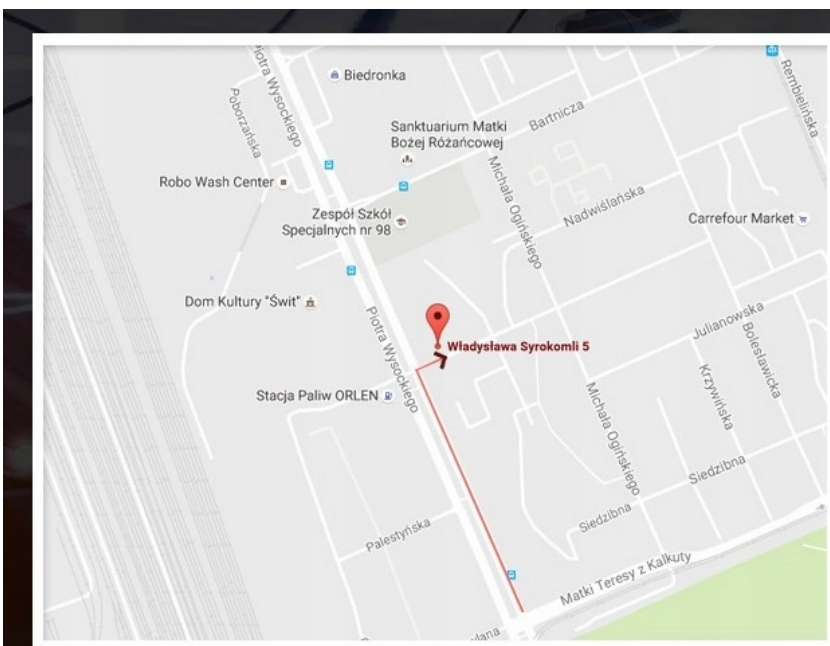 Piotra Wysockiego
Biedronka
Rembielińska
Poborzańska
Sanktuarium Matki
Bożej Różańcowej
Bartnicza
Robo Wash Center
Michała Ogińskiego
Nadwiślańska
Zespół Szkół
Specjalnych nr 98
Carrefour Market
Dom Kultury "Świt"
Piotra Wysockiego
Władysława Syrokomli 5
Julianowska
Bolesławicka
Stacja Paliw ORLEN
Krzywińska
Michała Ogińskiego
Siedzibna
Siedzibna
Palestyńska
Matki Teresy z Kalkuty